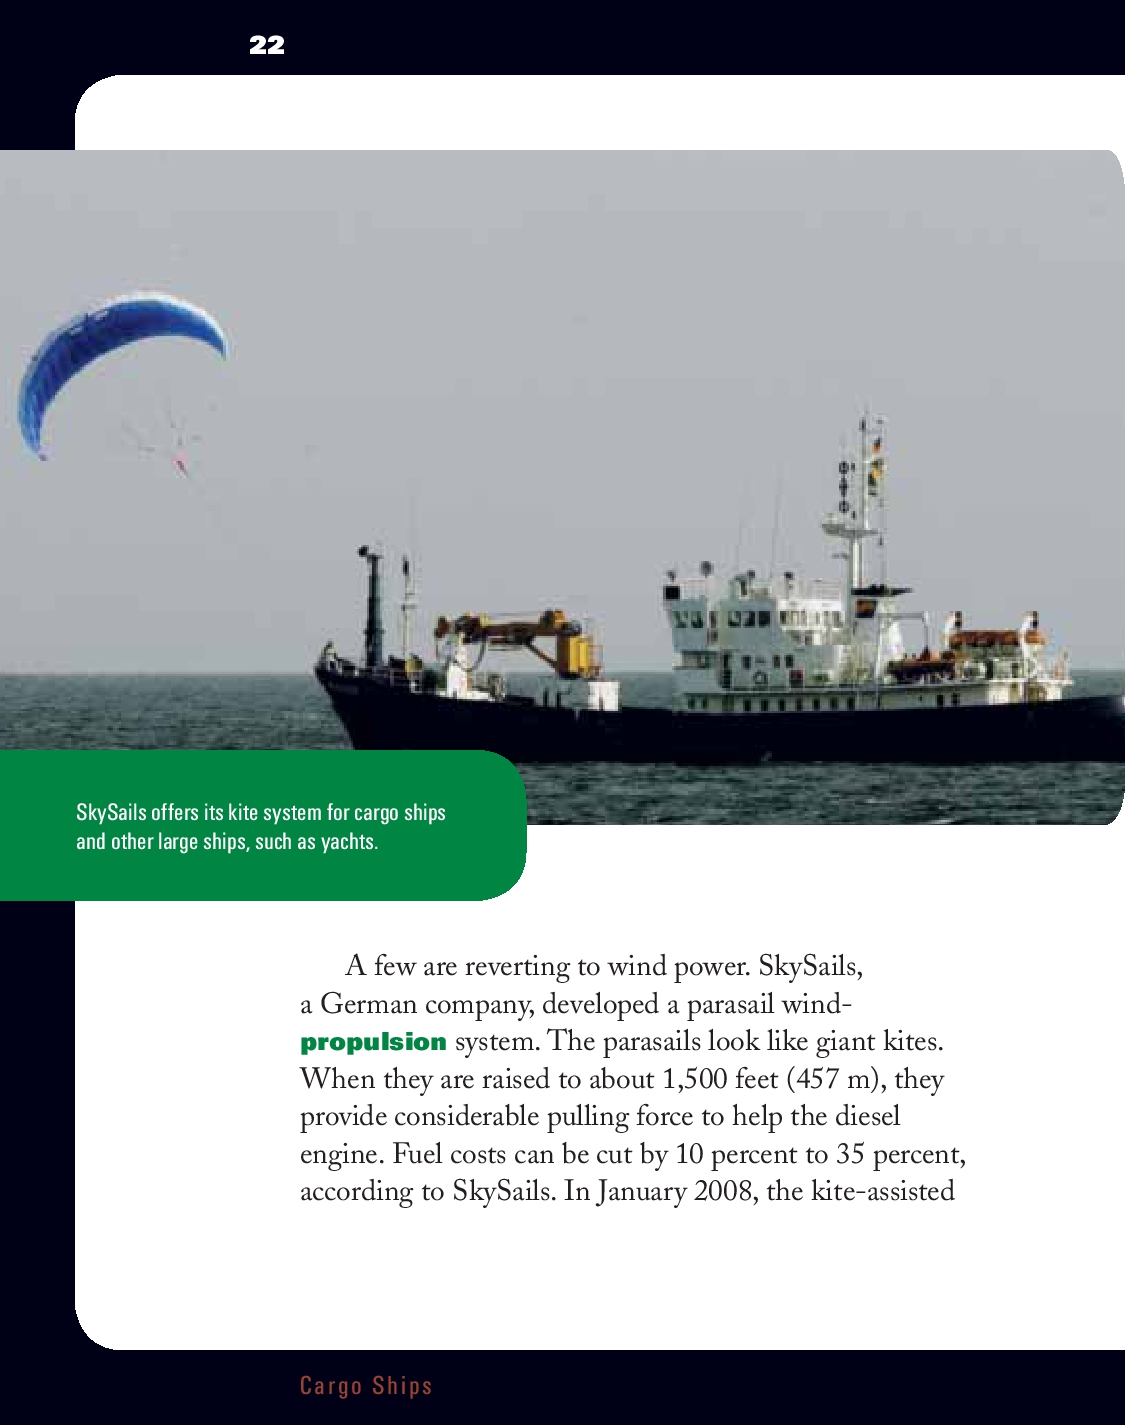 22
SkySails offers its kite system for cargo ships
and other large ships, such as yachts.
A few are reverting to wind power. SkySails,
a German company, developed a parasail wind-
propulsion system. The parasails look like giant kites.
When they are raised to about 1,500 feet (457 m), they
provide considerable pulling force to help the diesel
engine. Fuel costs can be cut by 10 percent to 35 percent,
according to SkySails. In January 2008, the kite-assisted
Cargo Ships